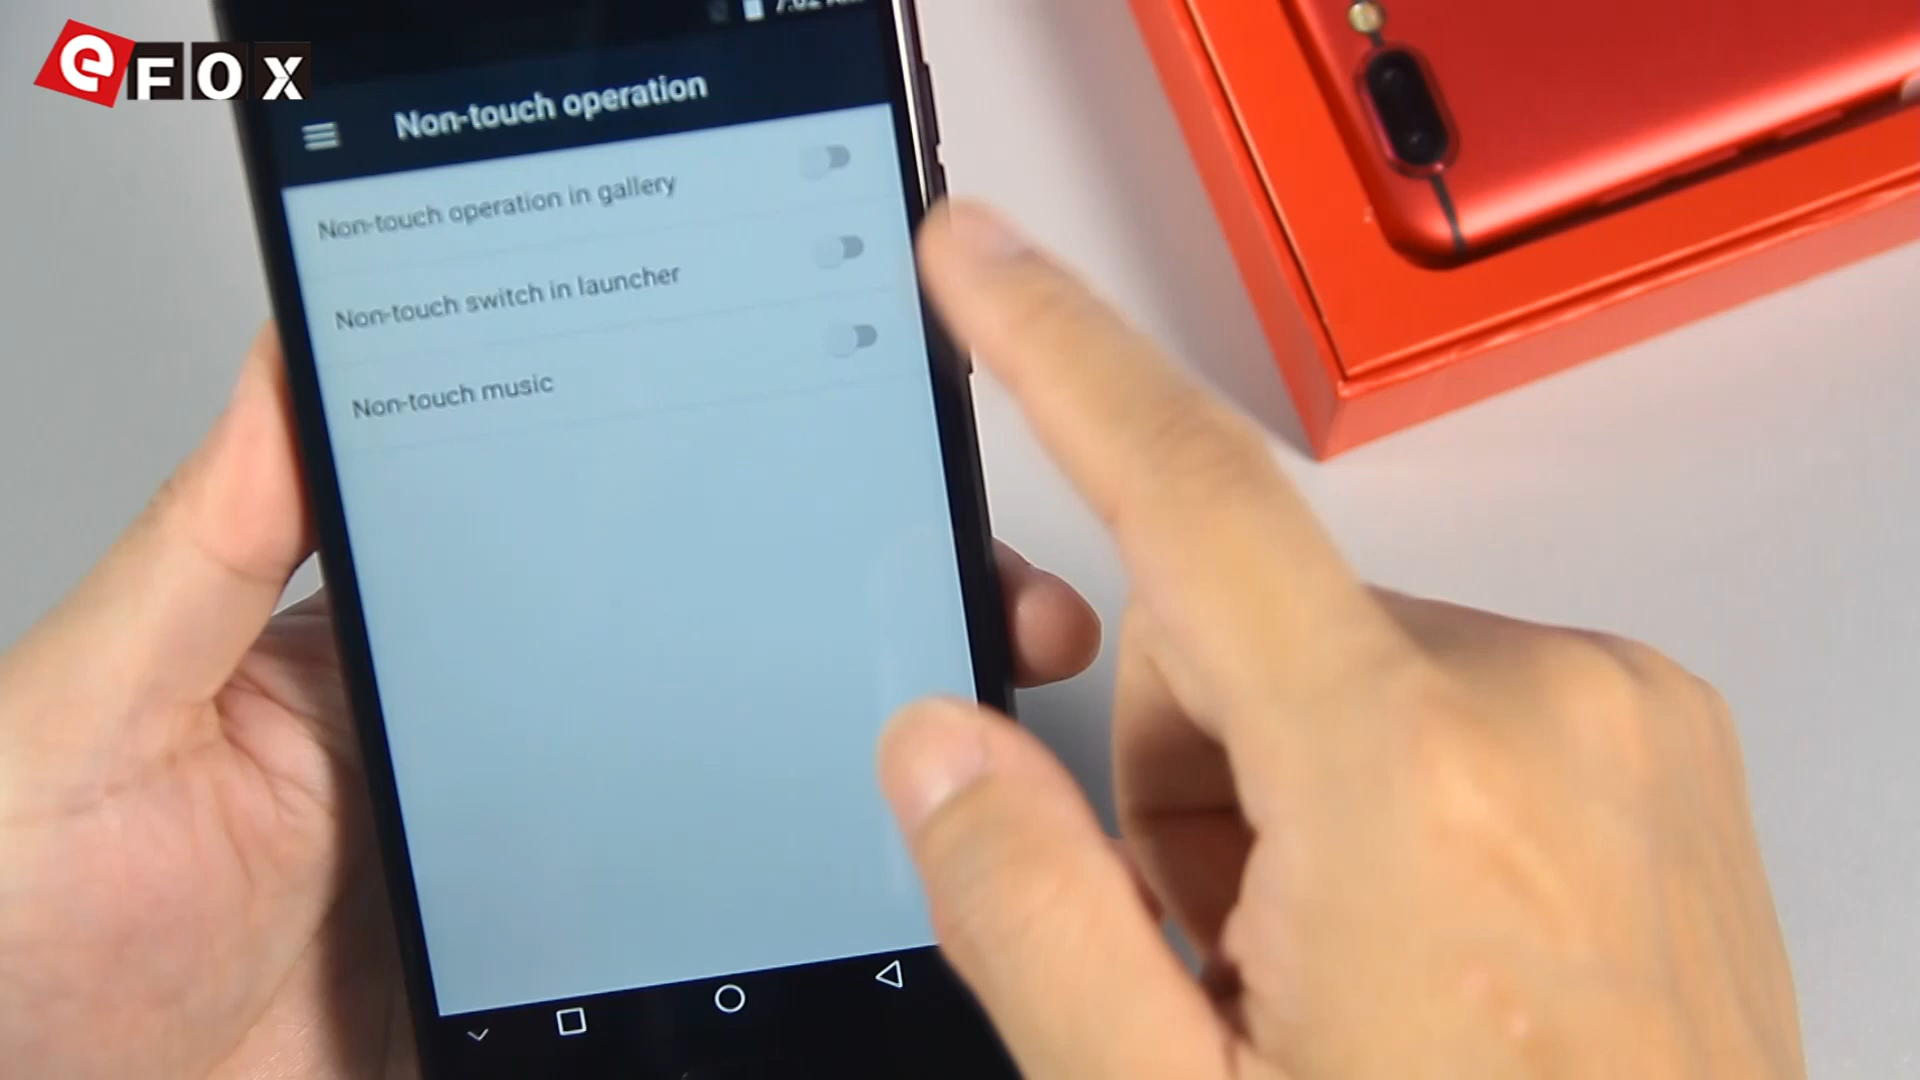 eFOX
Non-touch operation
Non-touch operation in gallery
Non-touch switch in launcher
Non-touch music